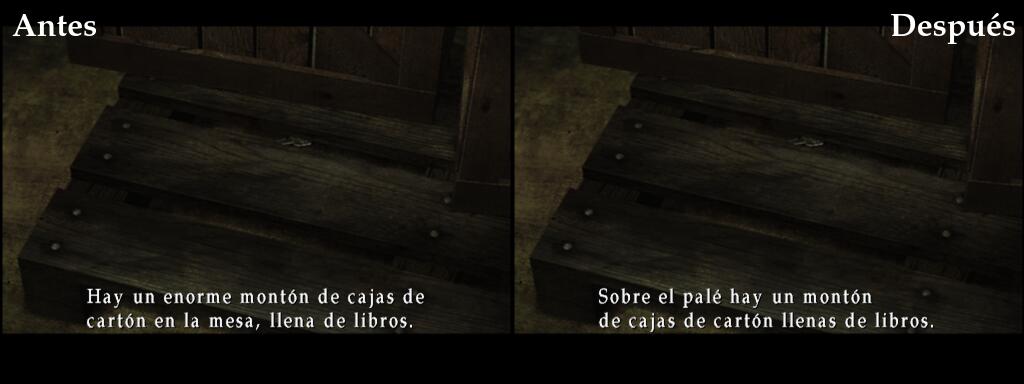 Antes
Después
Hay un enorme montón de cajas de
cartón en la mesa, llena de libros.
Sobre el palé hay un montón
de cajas de cartón llenas de libros.